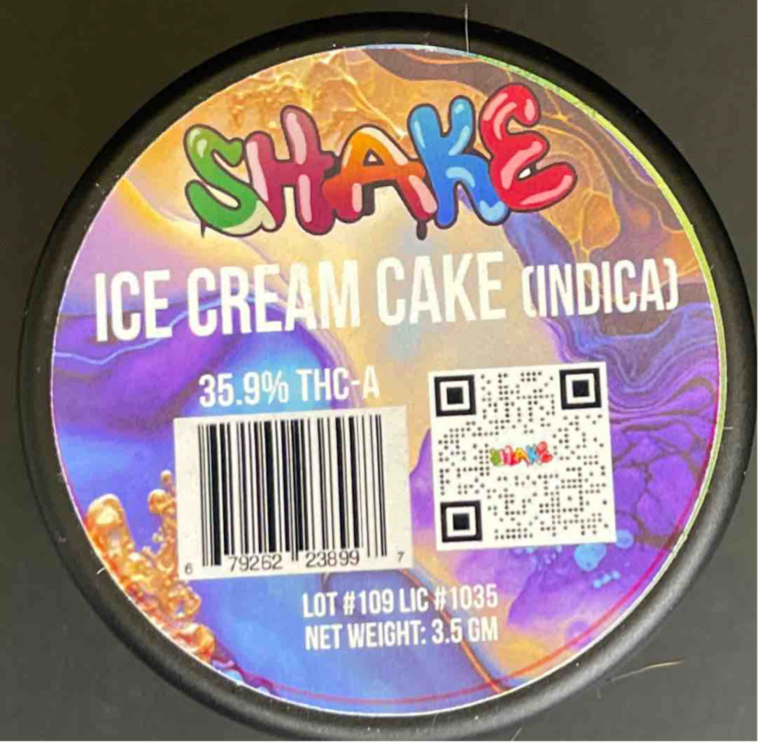 SHAKE
ICE CREAM CAKE (INDICA)
35.9% THC-A
SHAKE
6 79262 23899 7
LOT #109 LIC #1035
NET WEIGHT: 3.5 GM